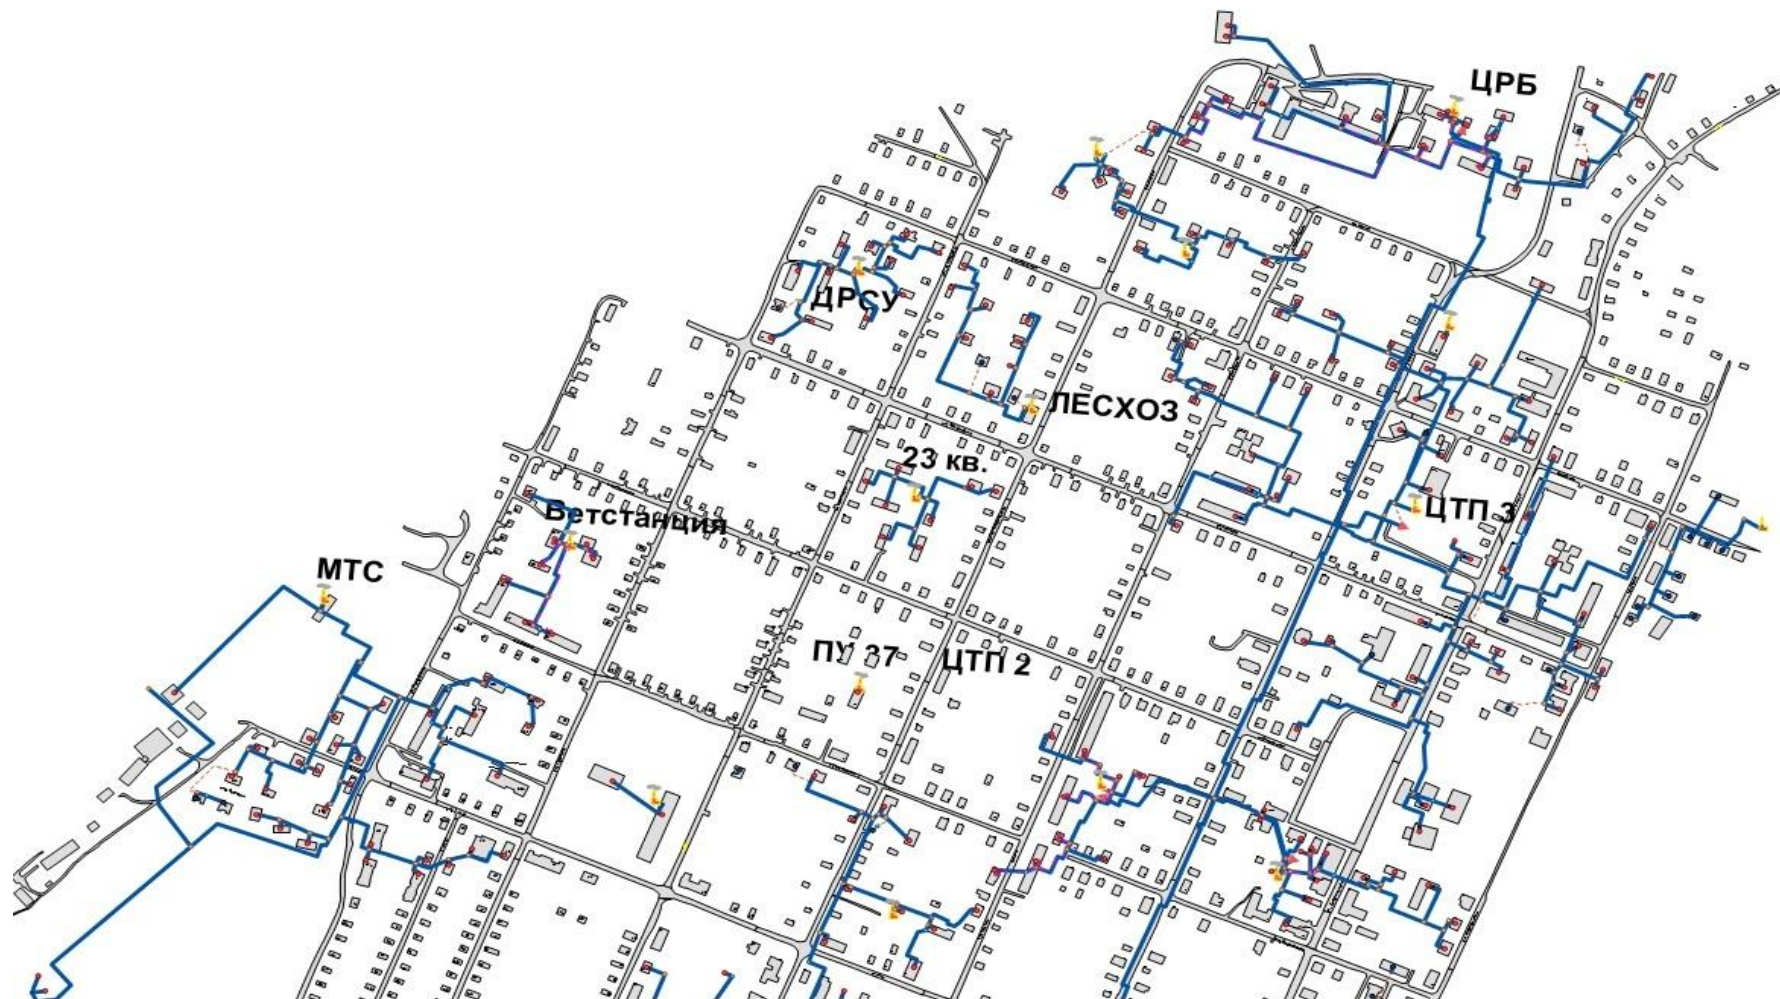 ЦРБ
ДРСУ
ЛЕСХОЗ
23 кв.
ЦТП 3
Ветстанция
МТС
ПУ 37
ЦТП 2